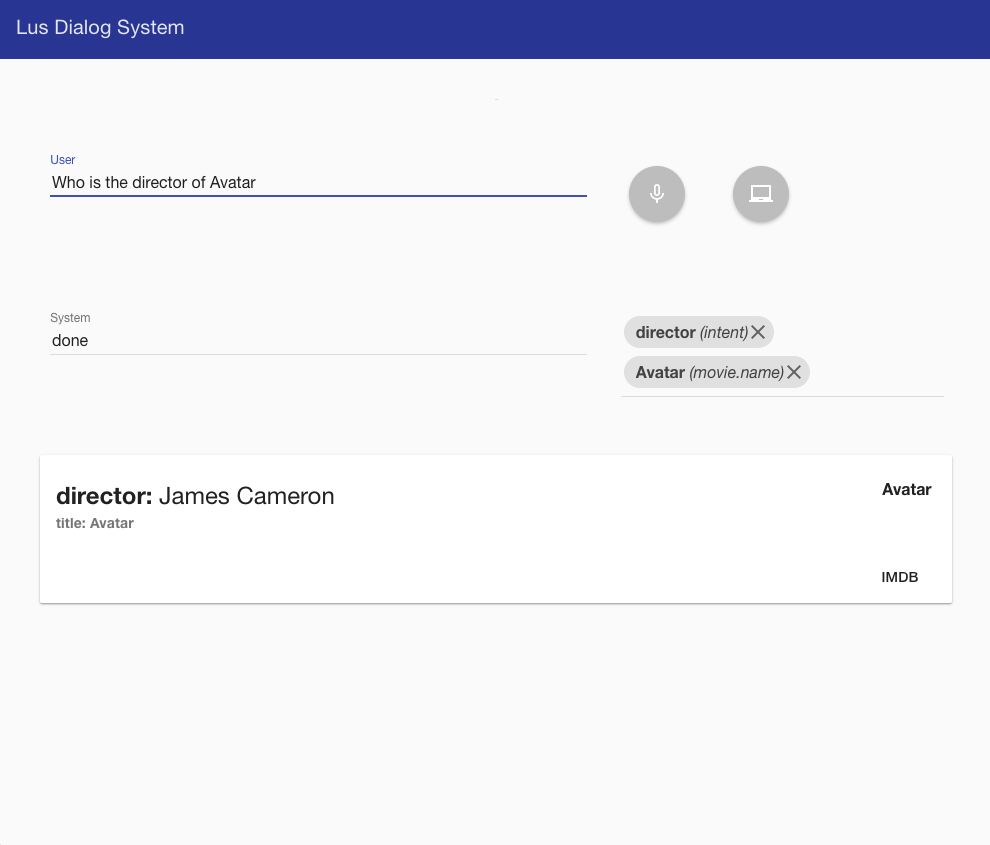 Lus Dialog System
User
Who is the director of Avatar
System
done
director (intent)
Avatar (movie.name)
director: James Cameron
Avatar
title: Avatar
IMDB